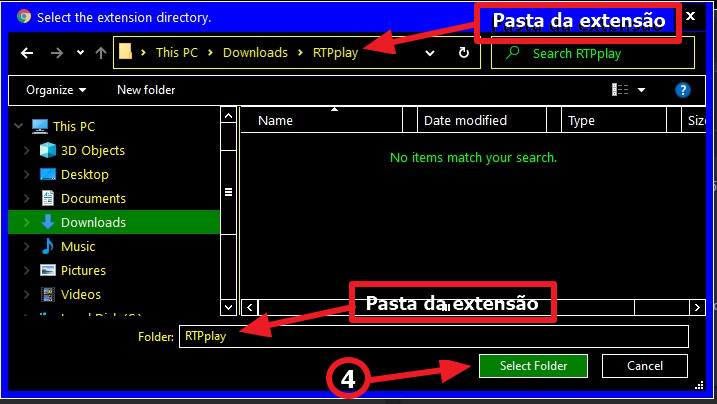 Select the extension directory.
Pasta da extensão
This PC > Downloads > RTPplay
Search RTPplay
Organize
New folder
This PC
3D Objects
Desktop
Documents
Downloads
Music
Pictures
Videos
Name
Date modified
Type
Size
No items match your search.
Pasta da extensão
Folder:
RTPplay
4
Select Folder
Cancel